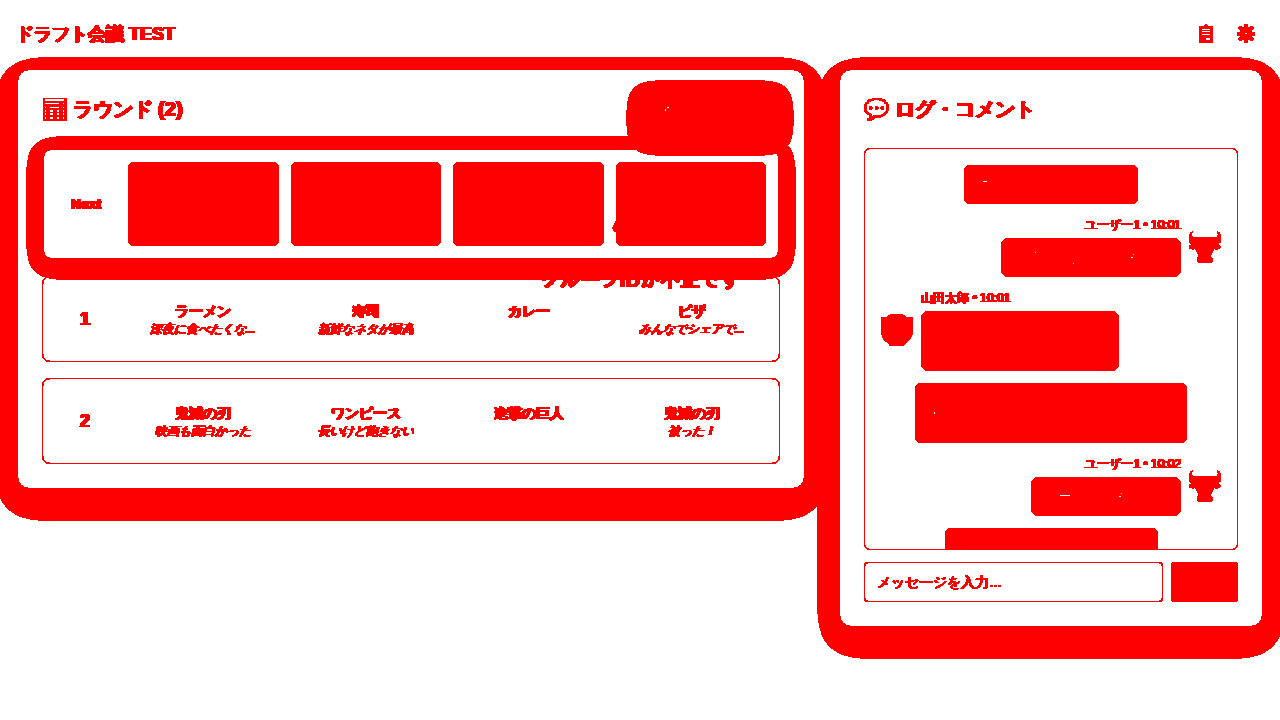 ドラフト会議 TEST
ラウンド (2)
Next
グループIDが不正です
1
ラーメン
深夜に食べたくな...
寿司
新鮮なネタが最高
カレー
ピザ
みんなでシェアで...
2
鬼滅の刃
映画も面白かった
ワンピース
長いけど飽きない
進撃の巨人
鬼滅の刃
被った！
ログ・コメント
ユーザー1・10:01
山田太郎・10:01
ユーザー1・10:02
メッセージを入力...